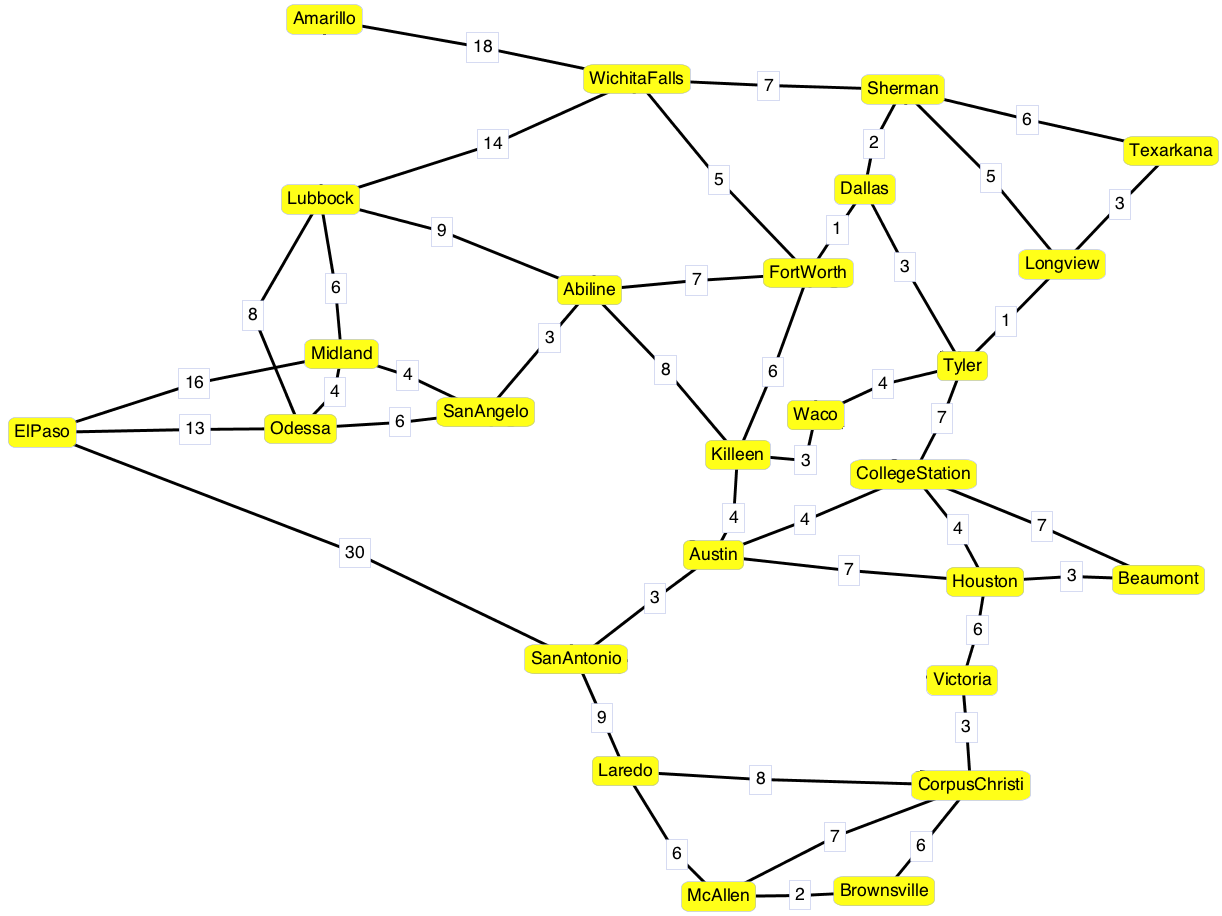 Amarillo
18
WichitaFalls
7
Sherman
6
14
2
Texarkana
5
5
Dallas
Lubbock
3
9
1
3
Longview
FortWorth
7
Abiline
6
8
1
3
Midland
Tyler
8
6
4
16
4
4
SanAngelo
Waco
7
6
13
Odessa
ElPaso
Killeen
3
CollegeStation
4
4
4
7
30
Austin
7
3
Beaumont
Houston
3
6
SanAntonio
Victoria
9
3
Laredo
8
CorpusChristi
7
6
6
McAllen
2
Brownsville